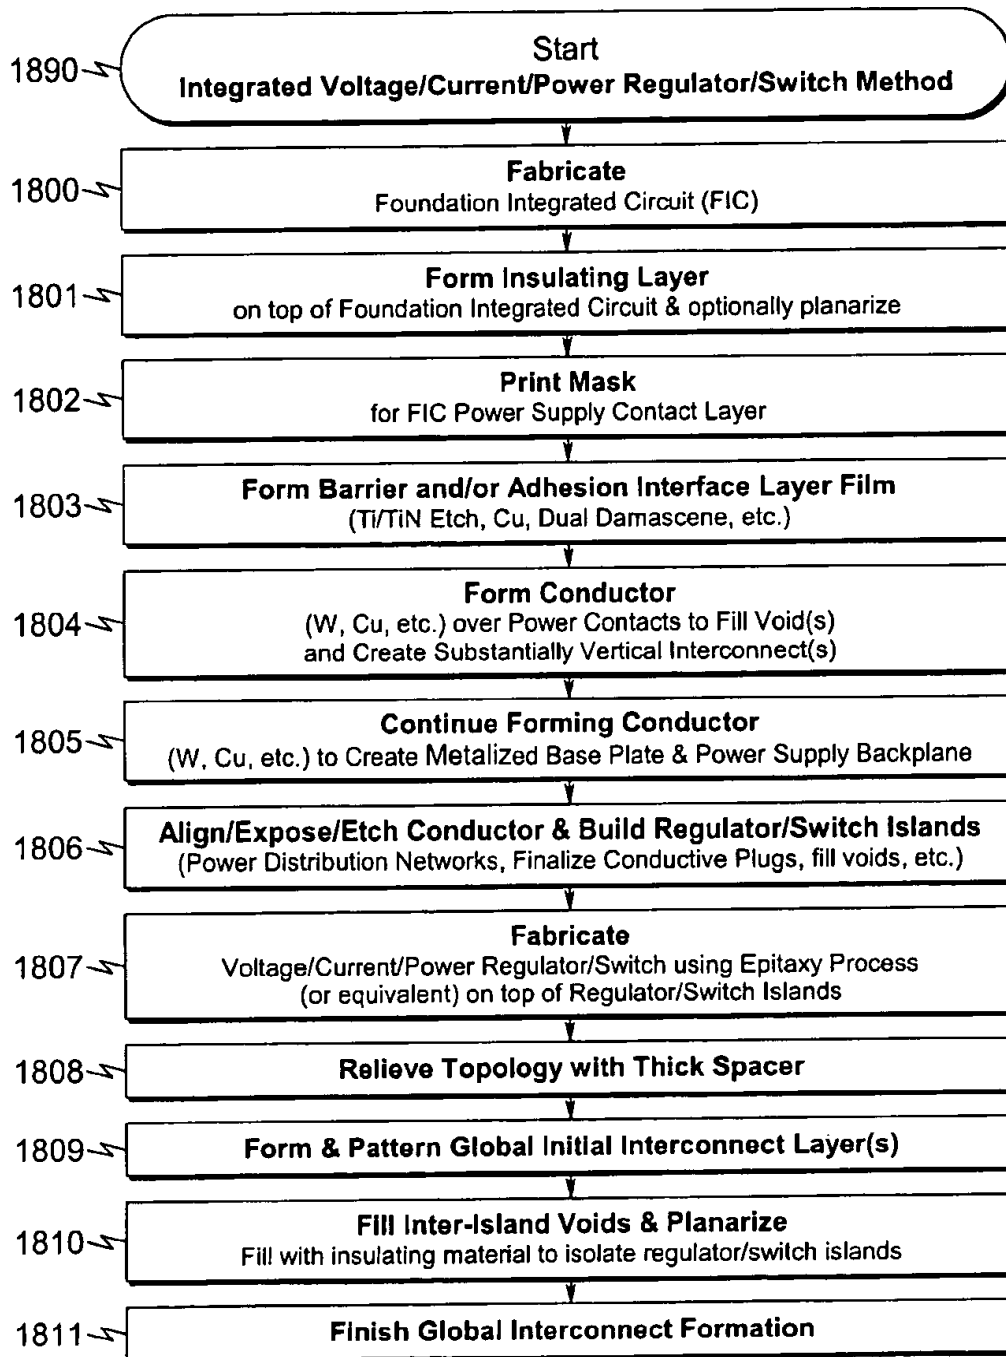 1890
Start
Integrated Voltage/Current/Power Regulator/Switch Method
1800
Fabricate
Foundation Integrated Circuit (FIC)
1801
Form Insulating Layer
on top of Foundation Integrated Circuit & optionally planarize
1802
Print Mask
for FIC Power Supply Contact Layer
1803
Form Barrier and/or Adhesion Interface Layer Film
(Ti/TiN Etch, Cu, Dual Damascene, etc.)
1804
Form Conductor
(W, Cu, etc.) over Power Contacts to Fill Void(s)
and Create Substantially Vertical Interconnect(s)
1805
Continue Forming Conductor
(W, Cu, etc.) to Create Metalized Base Plate & Power Supply Backplane
1806
Align/Expose/Etch Conductor & Build Regulator/Switch Islands
(Power Distribution Networks, Finalize Conductive Plugs, fill voids, etc.)
1807
Fabricate
Voltage/Current/Power Regulator/Switch using Epitaxy Process
(or equivalent) on top of Regulator/Switch Islands
1808
Relieve Topology with Thick Spacer
1809
Form & Pattern Global Initial Interconnect Layer(s)
1810
Fill Inter-Island Voids & Planarize
Fill with insulating material to isolate regulator/switch islands
1811
Finish Global Interconnect Formation